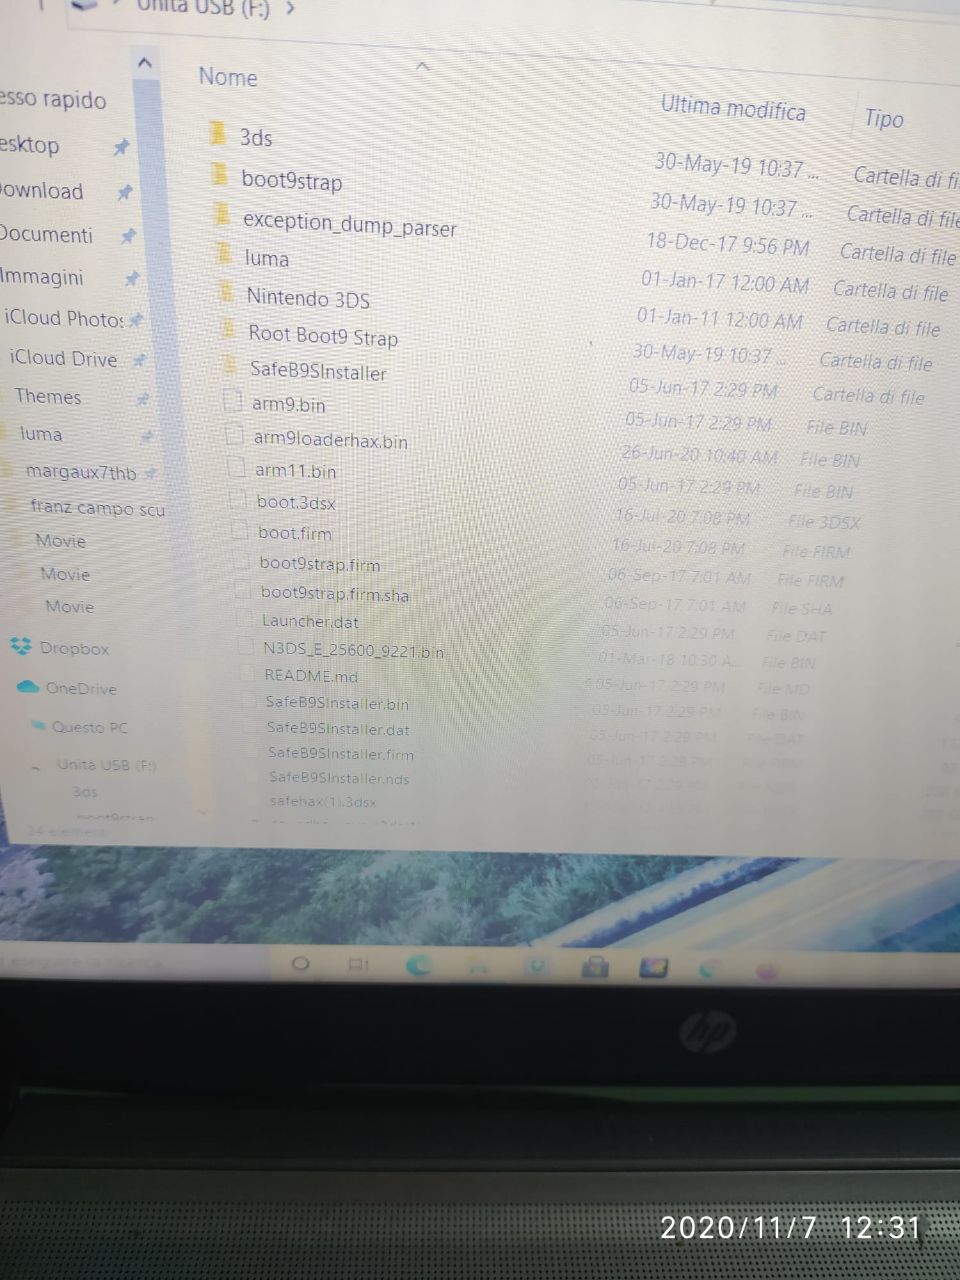 Unità USB (F:)
Nome Ultima modifica Tipo
esso rapido
esktop
ownload
Documenti
Immagini
iCloud Photos
iCloud Drive
Themes
luma
margaux7thb
franz campo scu
Movie
Movie
Movie
Dropbox
OneDrive
Questo PC
Unità USB (F:)
3ds
24 elementi
3ds 30-May-19 10:37 ... Cartella di fi
boot9strap 30-May-19 10:37 ... Cartella di file
exception_dump_parser 18-Dec-17 9:56 PM Cartella di file
luma 01-Jan-17 12:00 AM Cartella di file
Nintendo 3DS 01-Jan-11 12:00 AM Cartella di file
Root Boot9 Strap 30-May-19 10:37 ... Cartella di file
SafeB9SInstaller 05-Jun-17 2:29 PM Cartella di file
arm9.bin 05-Jun-17 2:29 PM File BIN
arm9loaderhax.bin 26-Jun-20 10:40 AM File BIN
arm11.bin 05-Jun-17 2:29 PM File BIN
boot.3dsx 16-Jul-20 7:08 PM File 3DSX
boot.firm 16-Jul-20 7:08 PM File FIRM
boot9strap.firm 06-Sep-17 7:01 AM File FIRM
boot9strap.firm.sha 06-Sep-17 7:01 AM File SHA
Launcher.dat 05-Jun-17 2:29 PM File DAT
N3DS_E_25600_9221.bin 01-Mar-18 10:30 A... File BIN
README.md 05-Jun-17 2:29 PM File MD
SafeB9SInstaller.bin 05-Jun-17 2:29 PM File BIN
SafeB9SInstaller.dat 05-Jun-17 2:29 PM File DAT
SafeB9SInstaller.firm
SafeB9SInstaller.nds
safehax(1).3dsx
hp
2020/11/7 12:31